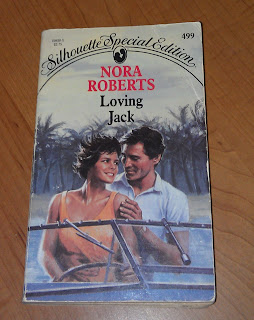 Silhouette Special Edition
499
NORA
ROBERTS
Loving
Jack